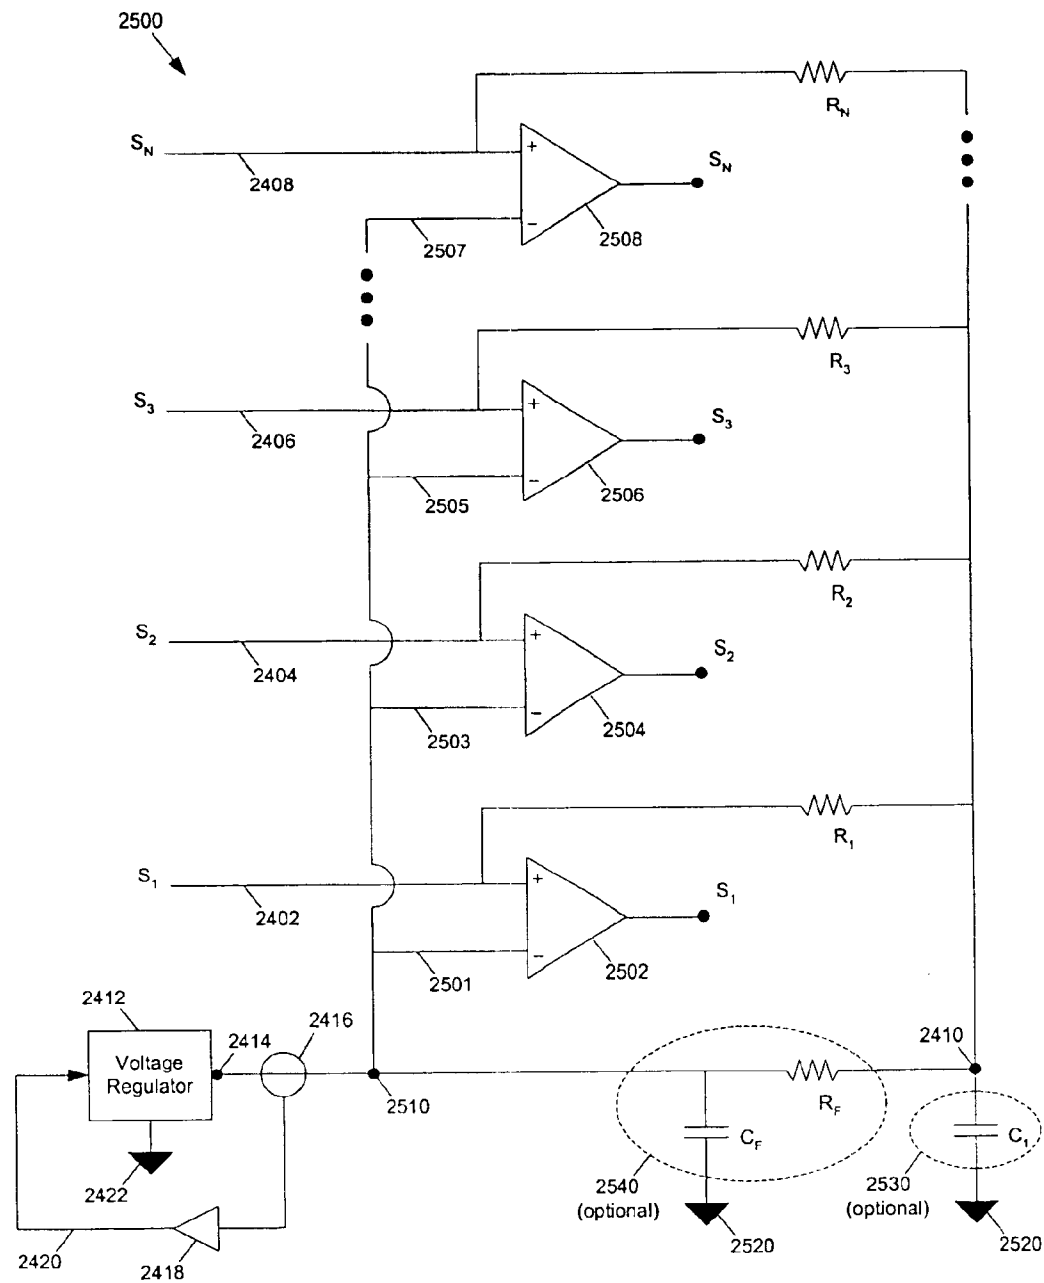 2500
R_N
S_N
+
S_N
2408
−
2507
2508
R_3
S_3
+
S_3
2406
−
2505
2506
R_2
S_2
+
S_2
2404
−
2503
2504
R_1
S_1
+
S_1
2402
−
2501
2502
2412
2414
2416
2410
Voltage
Regulator
2510
R_F
C_F
C_1
2422
2540
(optional)
2530
(optional)
2520
2520
2420
2418